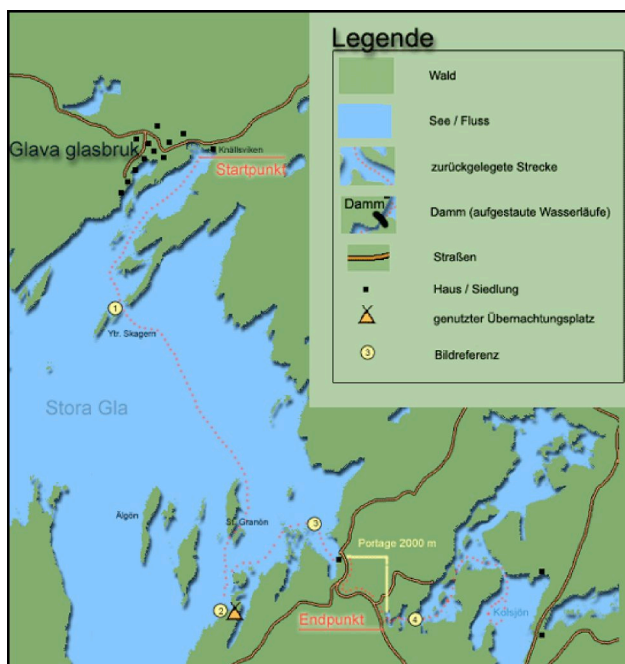 Legende
Wald
See / Fluss
zurückgelegete Strecke
Damm
Damm (aufgestaute Wasserläufe)
Straßen
Haus / Siedlung
genutzter Übernachtungsplatz
3
Bildreferenz
Glava glasbruk
Knällsviken
Startpunkt
1
Ytr. Skagern
Stora Gla
Älgön
St. Granön
3
Portage 2000 m
2
Endpunkt
4
Kolsjön